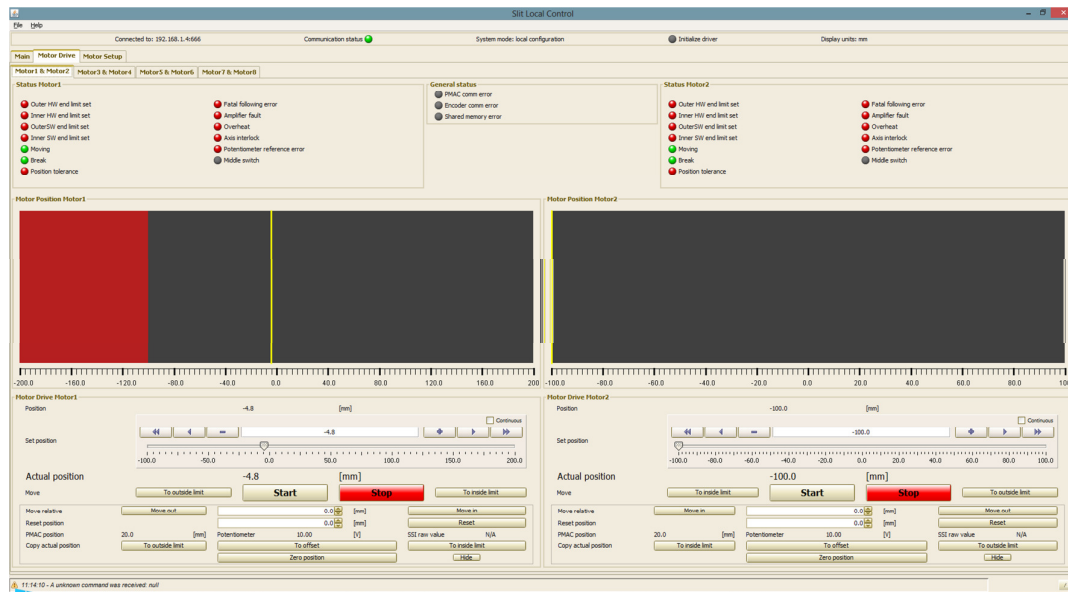 Slit Local Control
File Help
Connected to: 192.168.1.4:666 Communication status System mode: local configuration Initialize driver Display units: mm
Main Motor Drive Motor Setup
Motor1 & Motor2 Motor3 & Motor4 Motor5 & Motor6 Motor7 & Motor8
Status Motor1
Outer HW end limit set Fatal following error
Inner HW end limit set Amplifier fault
OuterSW end limit set Overheat
Inner SW end limit set Axis interlock
Moving Potentiometer reference error
Break Middle switch
Position tolerance
General status
PMAC comm error
Encoder comm error
Shared memory error
Status Motor2
Outer HW end limit set Fatal following error
Inner HW end limit set Amplifier fault
OuterSW end limit set Overheat
Inner SW end limit set Axis interlock
Moving Potentiometer reference error
Break Middle switch
Position tolerance
Motor Position Motor1
-200.0 -160.0 -120.0 -80.0 -40.0 0.0 40.0 80.0 120.0 160.0 200
Motor Position Motor2
-100.0 -80.0 -60.0 -40.0 -20.0 0.0 20.0 40.0 60.0 80.0 100
Motor Drive Motor1
Position -4.8 [mm]
Continuous
Set position -4.8
-100.0 -50.0 0.0 50.0 100.0 150.0 200.0
Actual position -4.8 [mm]
Move To outside limit Start Stop To inside limit
Move relative Move out 0.0 [mm] Move in
Reset position 0.0 [mm] Reset
PMAC position 20.0 [mm] Potentiometer 10.00 [V] SSI raw value N/A
Copy actual position To outside limit To offset To inside limit
Zero position Hide
Motor Drive Motor2
Position -100.0 [mm]
Continuous
Set position -100.0
-100.0 -80.0 -60.0 -40.0 -20.0 0.0 20.0 40.0 60.0 80.0 100.0
Actual position -100.0 [mm]
Move To inside limit Start Stop To outside limit
Move relative Move in 0.0 [mm] Move out
Reset position 0.0 [mm] Reset
PMAC position 20.0 [mm] Potentiometer 10.00 [V] SSI raw value N/A
Copy actual position To inside limit To offset To outside limit
Zero position Hide
11:14:10 - A unknown command was received: null